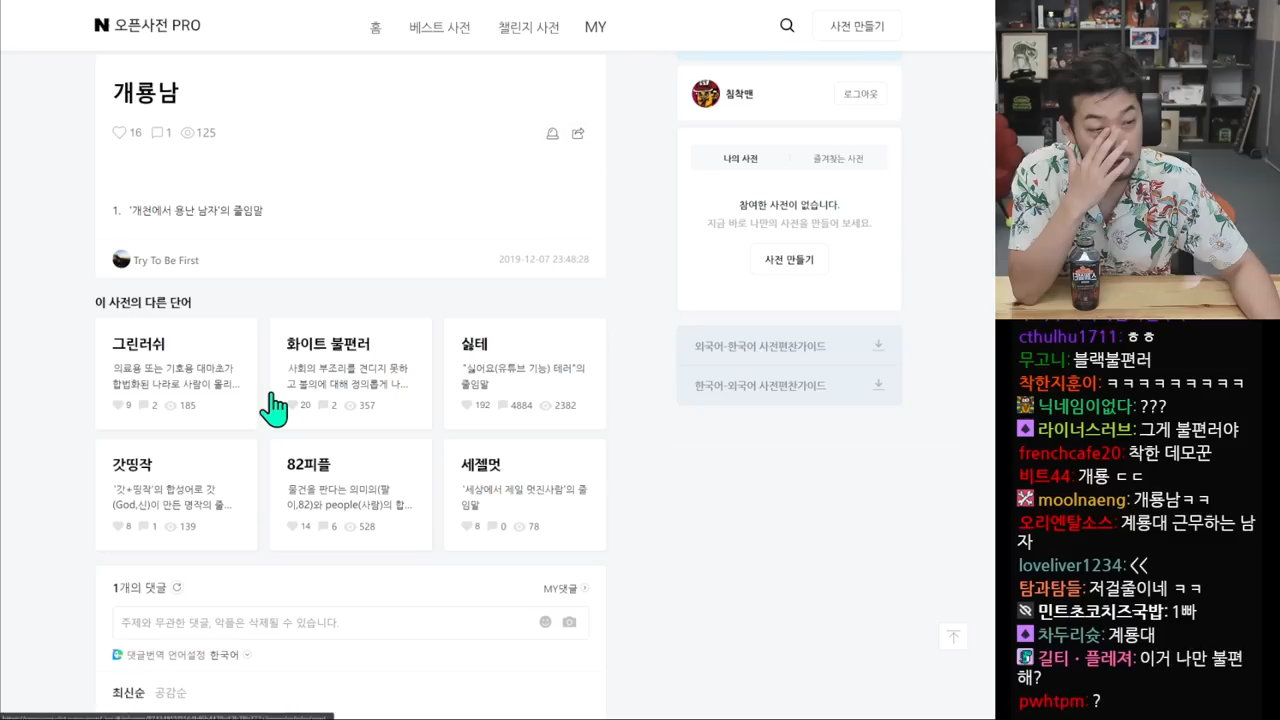 N 오픈사전 PRO
홈
베스트 사전
챌린지 사전
MY
사전 만들기
개룡남
16
1
125
1. '개천에서 용난 남자'의 줄임말
Try To Be First
2019-12-07 23:48:28
이 사전의 다른 단어
그린러쉬
의료용 또는 기호용 대마초가
합법화된 나라로 사람이 몰리...
9
2
185
화이트 불편러
사회의 부조리를 견디지 못하
고 불의에 대해 정의롭게 나...
20
2
357
싫테
"싫어요(유튜브 기능) 테러"의
줄임말
192
4884
2382
갓띵작
'갓+띵작'의 합성어로 갓
(God,신)이 만든 명작의 줄...
8
1
139
82피플
물건을 판다는 의미의(팔
이,82)와 people(사람)의 합...
14
6
528
세젤멋
'세상에서 제일 멋진사람'의 줄
임말
8
0
78
1개의 댓글
MY댓글
주제와 무관한 댓글, 악플은 삭제될 수 있습니다.
댓글번역 언어설정 한국어
최신순
공감순
침착맨
로그아웃
나의 사전
즐겨찾는 사전
참여한 사전이 없습니다.
지금 바로 나만의 사전을 만들어 보세요.
사전 만들기
외국어-한국어 사전편찬가이드
한국어-외국어 사전편찬가이드
cthulhu1711: ㅎㅎ
무고니: 블랙불편러
착한지훈이: ㅋㅋㅋㅋㅋㅋㅋㅋㅋ
닉네임이없다: ???
라이너스러브: 그게 불편러야
frenchcafe20: 착한 데모꾼
비트44: 개룡 ㄷㄷ
moolnaeng: 개룡남ㅋㅋ
오리엔탈소스: 계룡대 근무하는 남
자
loveliver1234: <<
탐과탐들: 저걸줄이네 ㅋㅋ
민트초코치즈국밥: 1빠
차두리슛: 계룡대
길티・플레져: 이거 나만 불편
해?
pwhtpm: ?